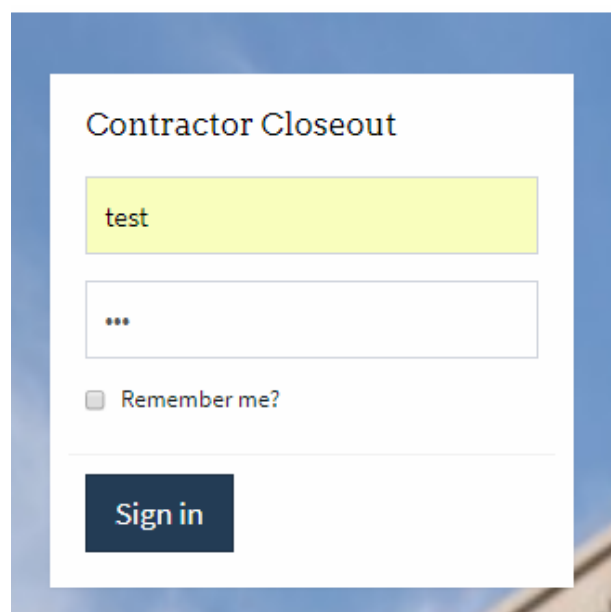 Contractor Closeout
test
•••
Remember me?
Sign in